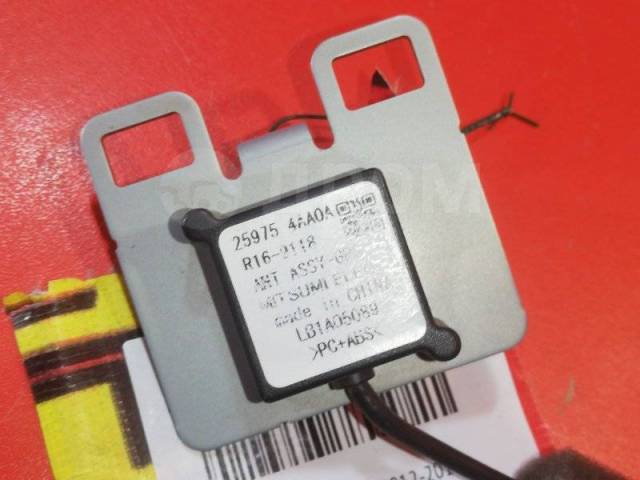 25975 4AA0A
R16-2118
ANT ASSY-
MITSUMI ELEC
made in CHINA
LB1A05089
>PC+ABS<